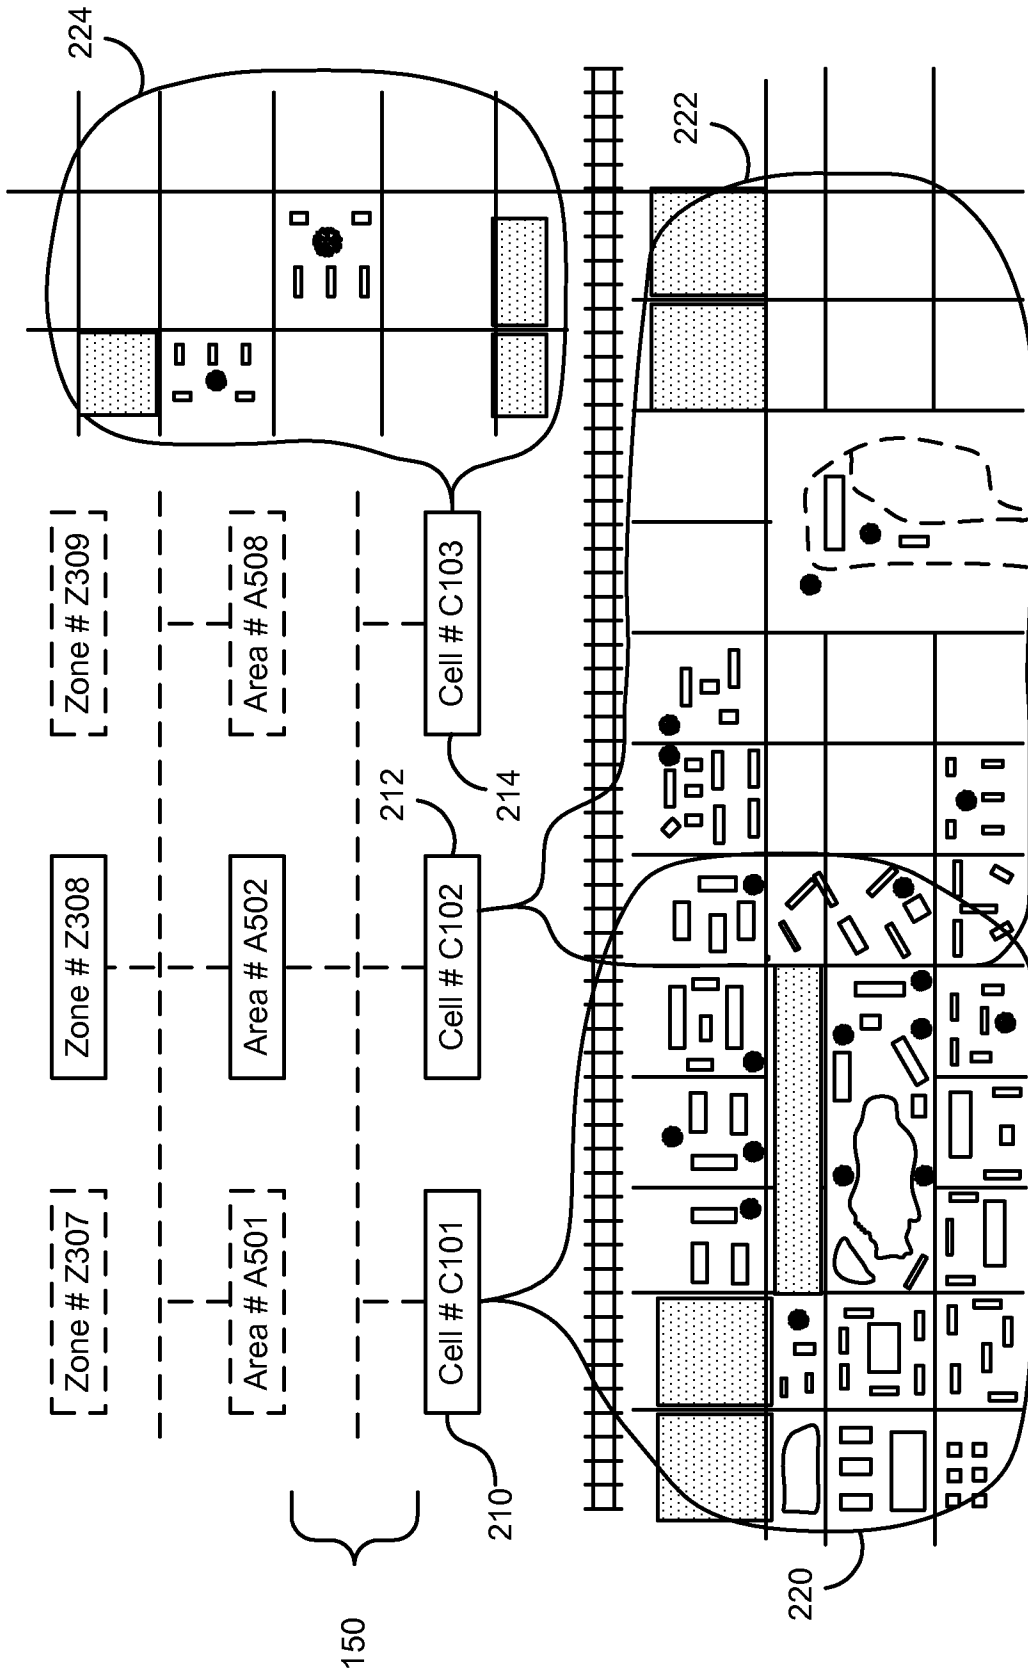 150
Zone # Z307
Zone # Z308
Zone # Z309
224
Area # A501
Area # A502
Area # A508
210
Cell # C101
212
Cell # C102
214
Cell # C103
220
222